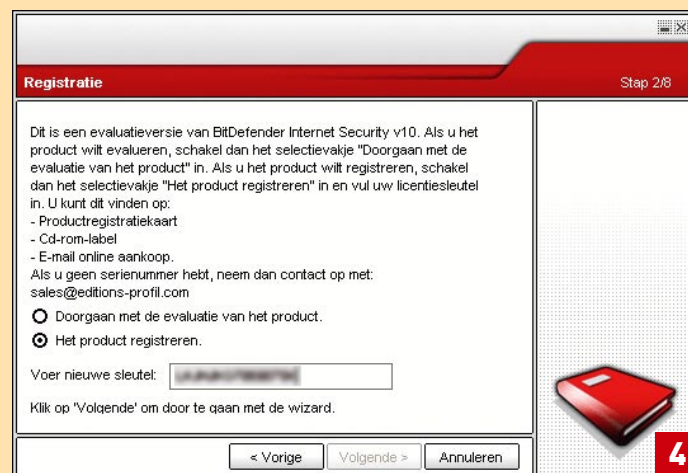 Registratie
Stap 2/8
Dit is een evaluatieversie van BitDefender Internet Security v10. Als u het
product wilt evalueren, schakel dan het selectievakje "Doorgaan met de
evaluatie van het product" in. Als u het product wilt registreren, schakel
dan het selectievakje "Het product registreren" in en vul uw licentiesleutel
in. U kunt dit vinden op:
- Productregistratiekaart
- Cd-rom-label
- E-mail online aankoop.
Als u geen serienummer hebt, neem dan contact op met:
sales@editions-profil.com
Doorgaan met de evaluatie van het product.
Het product registreren.
Voer nieuwe sleutel:
Klik op 'Volgende' om door te gaan met de wizard.
< Vorige
Volgende >
Annuleren
4